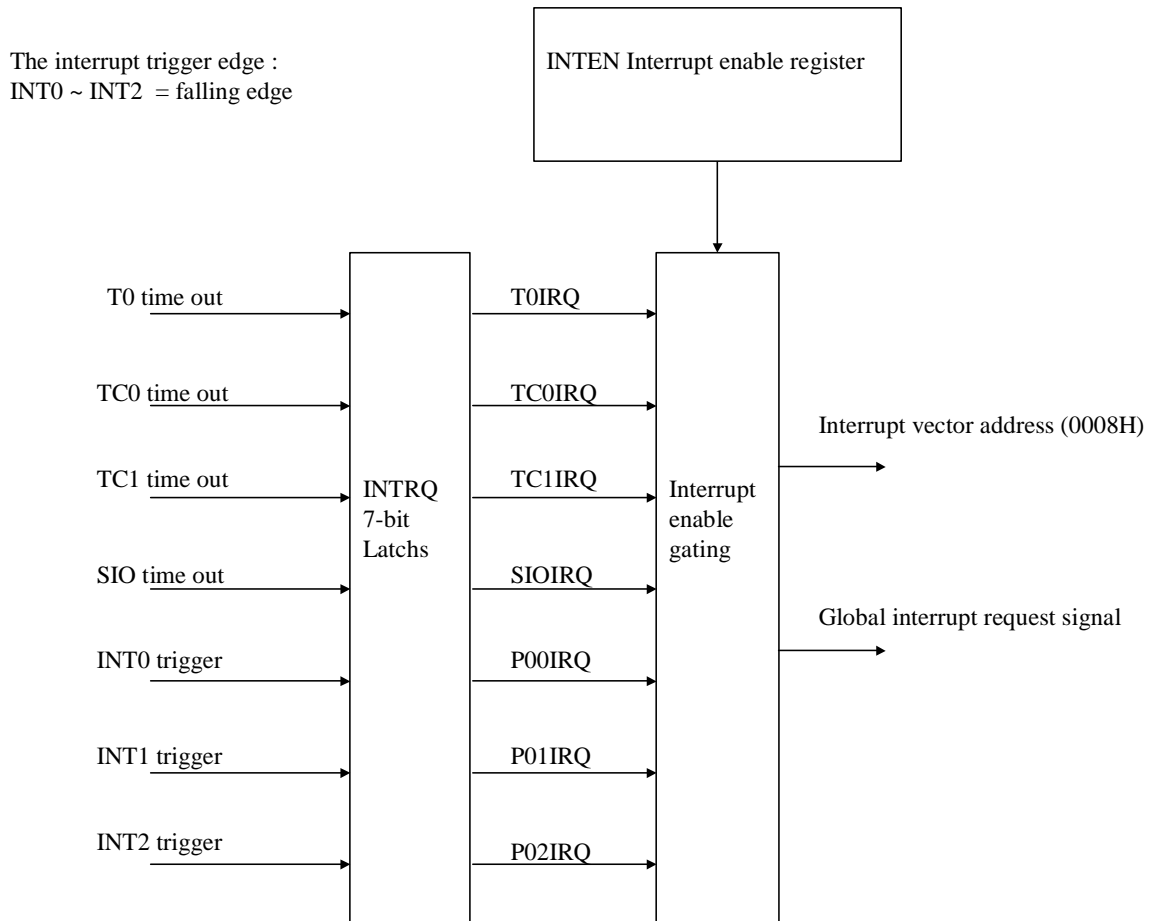 The interrupt trigger edge :
INT0 ~ INT2  = falling edge
INTEN Interrupt enable register
T0 time out
T0IRQ
TC0 time out
TC0IRQ
Interrupt vector address (0008H)
TC1 time out
INTRQ
7-bit
Latchs
TC1IRQ
Interrupt
enable
gating
SIO time out
SIOIRQ
Global interrupt request signal
INT0 trigger
P00IRQ
INT1 trigger
P01IRQ
INT2 trigger
P02IRQ